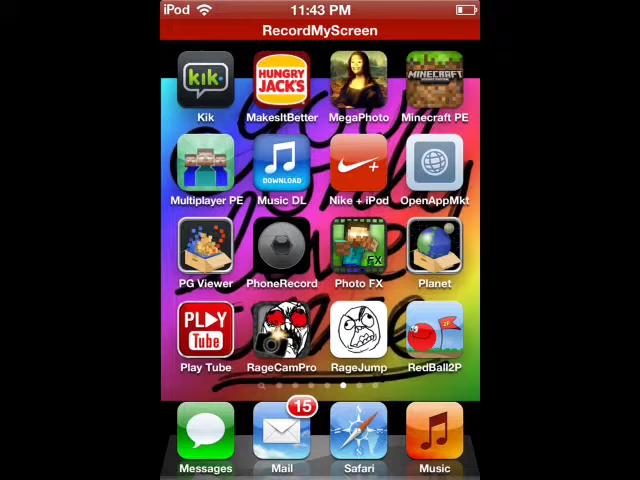 iPod 11:43 PM
RecordMyScreen
kik
HUNGRY
JACK'S
MINECRAFT
Kik MakesItBetter MegaPhoto Minecraft PE
DOWNLOAD
Multiplayer PE Music DL Nike + iPod OpenAppMkt
FX
PG Viewer PhoneRecord Photo FX Planet
PLAY
Tube
2P
Play Tube RageCamPro RageJump RedBall2P
15
Messages Mail Safari Music